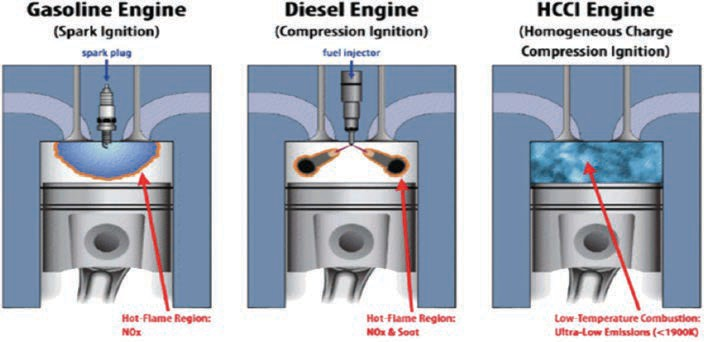 Gasoline Engine
(Spark Ignition)
spark plug
Hot-Flame Region:
NOx
Diesel Engine
(Compression Ignition)
fuel injector
Hot-Flame Region:
NOx & Soot
HCCI Engine
(Homogeneous Charge
Compression Ignition)
Low-Temperature Combustion:
Ultra-Low Emissions (<1900K)